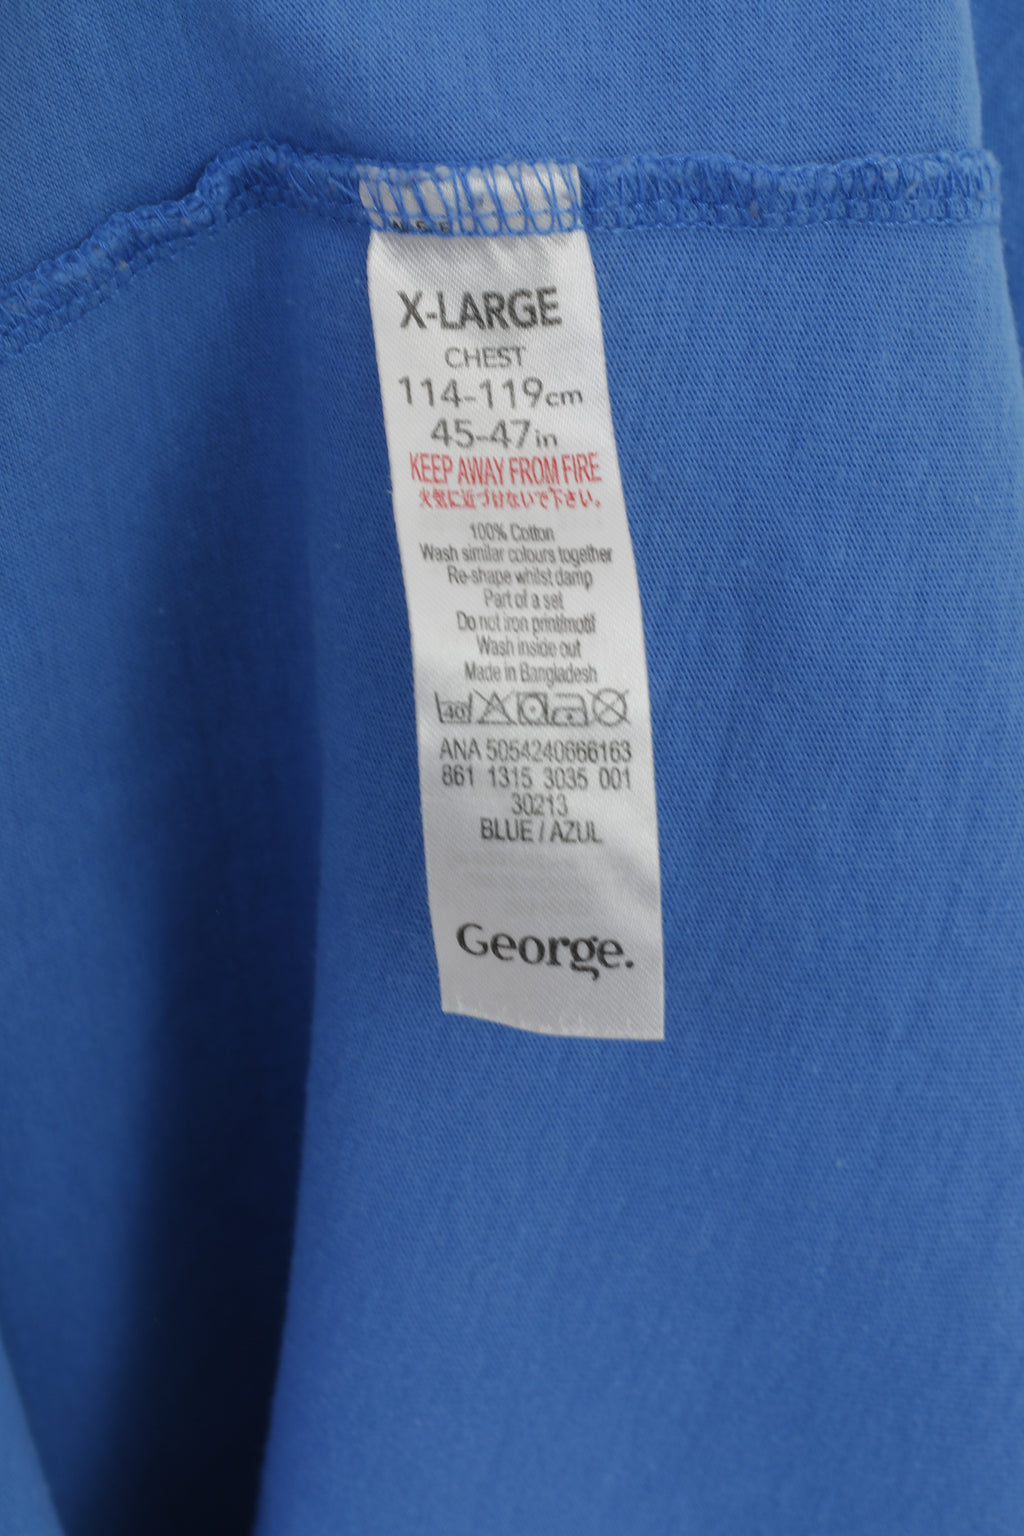 X-LARGE
CHEST
114-119cm
45-47in
KEEP AWAY FROM FIRE
火気に近づけないで下さい。
100% Cotton
Wash similar colours together
Re-shape whilst damp
Part of a set
Do not iron print/motif
Wash inside out
Made in Bangladesh
40
ANA 5054240666163
861 1315 3035 001
30213
BLUE / AZUL
George.